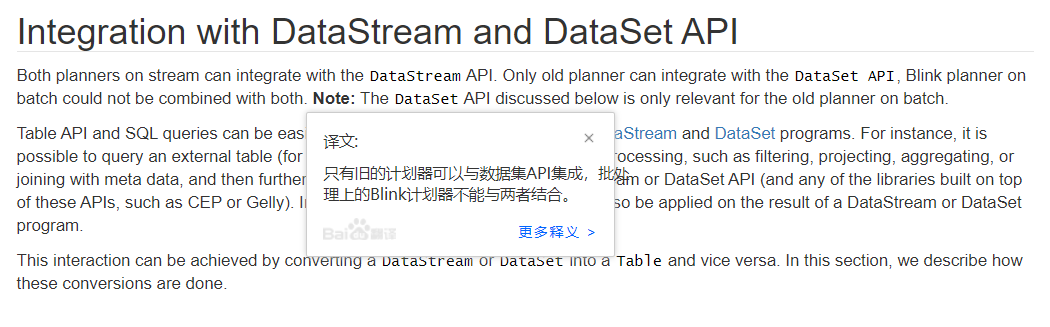 Integration with DataStream and DataSet API
Both planners on stream can integrate with the DataStream API. Only old planner can integrate with the DataSet API, Blink planner on
batch could not be combined with both. Note: The DataSet API discussed below is only relevant for the old planner on batch.
Table API and SQL queries can be eas
aStream and DataSet programs. For instance, it is
possible to query an external table (for
rocessing, such as filtering, projecting, aggregating, or
joining with meta data, and then further
am or DataSet API (and any of the libraries built on top
of these APIs, such as CEP or Gelly). I
so be applied on the result of a DataStream or DataSet
program.
译文:
×
只有旧的计划器可以与数据集API集成，批处
理上的Blink计划器不能与两者结合。
Baidu翻译
更多释义 >
This interaction can be achieved by converting a DataStream or DataSet into a Table and vice versa. In this section, we describe how
these conversions are done.